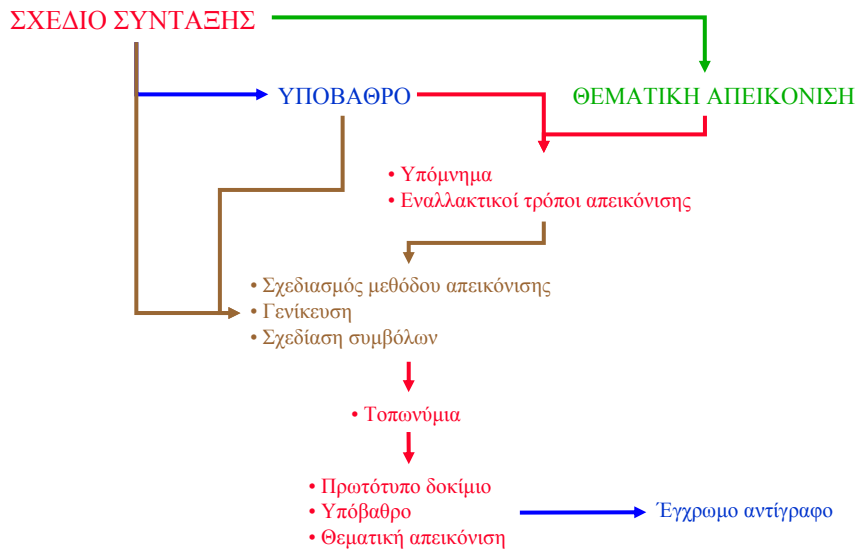 ΣΧΕΔΙΟ ΣΥΝΤΑΞΗΣ
ΥΠΟΒΑΘΡΟ
ΘΕΜΑΤΙΚΗ ΑΠΕΙΚΟΝΙΣΗ
• Υπόμνημα
• Εναλλακτικοί τρόποι απεικόνισης
• Σχεδιασμός μεθόδου απεικόνισης
• Γενίκευση
• Σχεδίαση συμβόλων
• Τοπωνύμια
• Πρωτότυπο δοκίμιο
• Υπόβαθρο
• Θεματική απεικόνιση
Έγχρωμο αντίγραφο